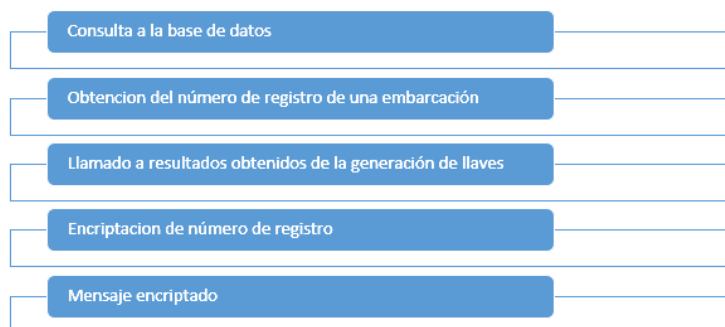 Consulta a la base de datos
Obtencion del número de registro de una embarcación
Llamado a resultados obtenidos de la generación de llaves
Encriptacion de número de registro
Mensaje encriptado